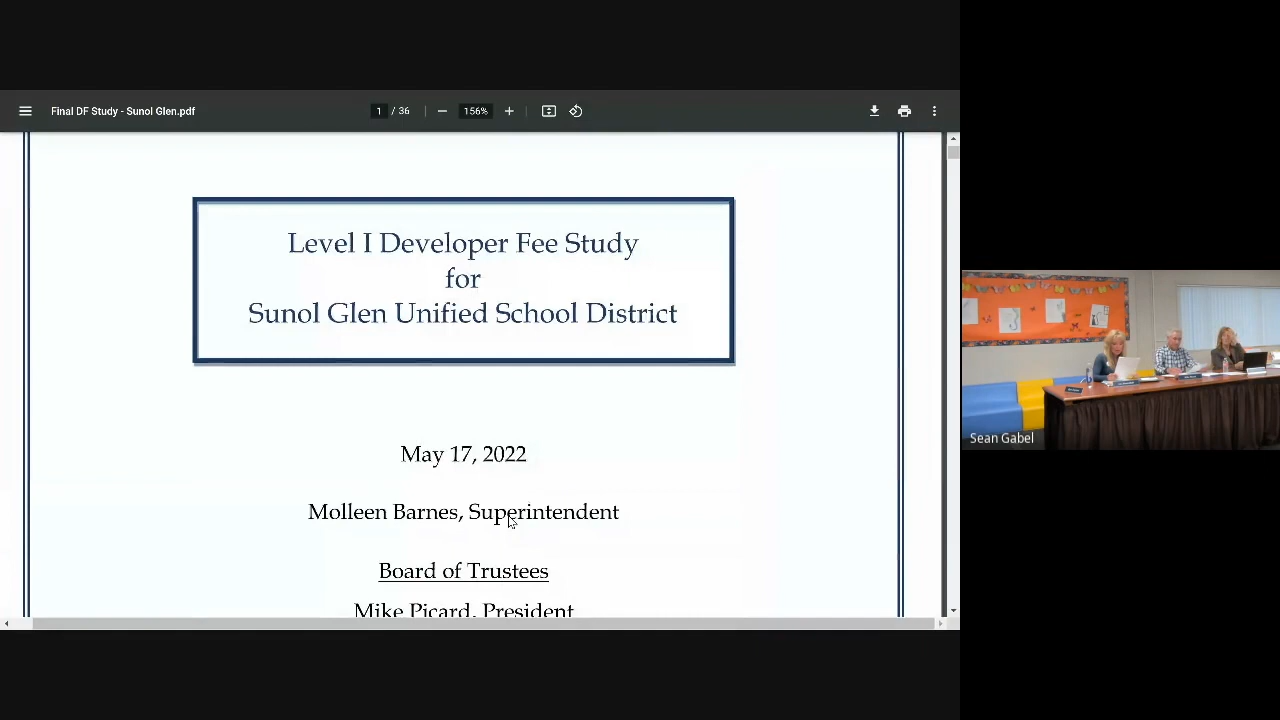 Final DF Study - Sunol Glen.pdf
1 / 36
156%
Level I Developer Fee Study
for
Sunol Glen Unified School District
May 17, 2022
Molleen Barnes, Superintendent
Board of Trustees
Mike Picard, President
Sean Gabel